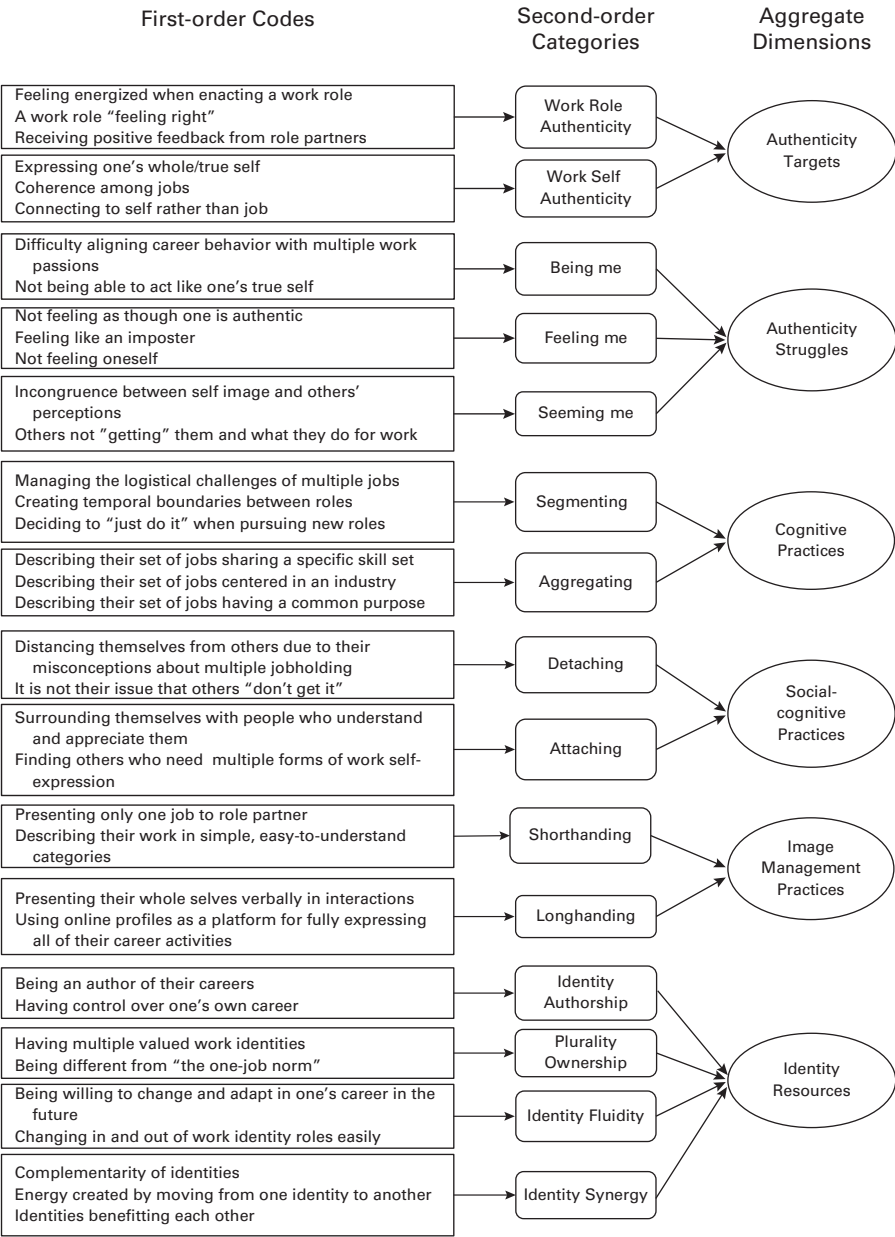 First-order Codes
Second-order
Categories
Aggregate
Dimensions
Feeling energized when enacting a work role
A work role “feeling right”
Receiving positive feedback from role partners
Work Role
Authenticity
Expressing one’s whole/true self
Coherence among jobs
Connecting to self rather than job
Work Self
Authenticity
Authenticity
Targets
Difficulty aligning career behavior with multiple work
passions
Not being able to act like one’s true self
Being me
Not feeling as though one is authentic
Feeling like an imposter
Not feeling oneself
Feeling me
Incongruence between self image and others’
perceptions
Others not ”getting” them and what they do for work
Seeming me
Authenticity
Struggles
Managing the logistical challenges of multiple jobs
Creating temporal boundaries between roles
Deciding to “just do it” when pursuing new roles
Segmenting
Describing their set of jobs sharing a specific skill set
Describing their set of jobs centered in an industry
Describing their set of jobs having a common purpose
Aggregating
Cognitive
Practices
Distancing themselves from others due to their
misconceptions about multiple jobholding
It is not their issue that others “don’t get it”
Detaching
Surrounding themselves with people who understand
and appreciate them
Finding others who need multiple forms of work self-
expression
Attaching
Social-
cognitive
Practices
Presenting only one job to role partner
Describing their work in simple, easy-to-understand
categories
Shorthanding
Presenting their whole selves verbally in interactions
Using online profiles as a platform for fully expressing
all of their career activities
Longhanding
Image
Management
Practices
Being an author of their careers
Having control over one’s own career
Identity
Authorship
Having multiple valued work identities
Being different from “the one-job norm”
Plurality
Ownership
Being willing to change and adapt in one’s career in the
future
Changing in and out of work identity roles easily
Identity Fluidity
Complementarity of identities
Energy created by moving from one identity to another
Identities benefitting each other
Identity Synergy
Identity
Resources